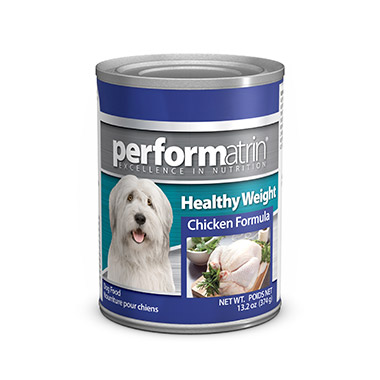 performatrin®
EXCELLENCE IN NUTRITION
Healthy Weight
Chicken Formula
Dog Food
Nourriture pour chiens
NET WT. POIDS NET
13.2 oz (374g)